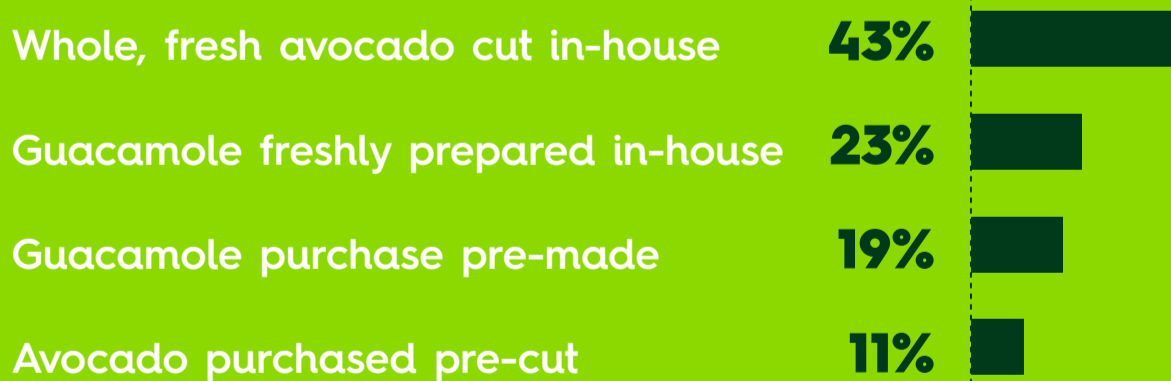 Whole, fresh avocado cut in-house 43%
Guacamole freshly prepared in-house 23%
Guacamole purchase pre-made 19%
Avocado purchased pre-cut 11%